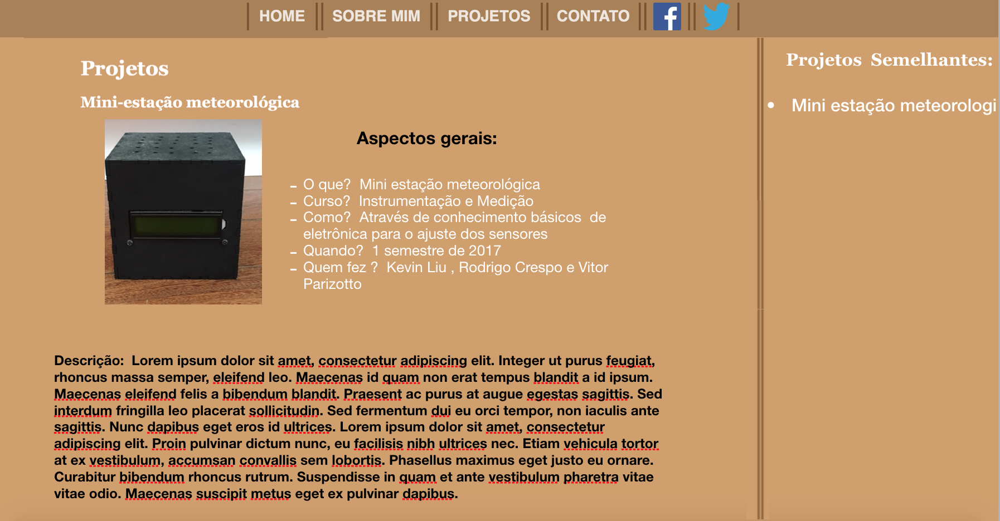 HOME SOBRE MIM PROJETOS CONTATO
Projetos
Mini-estação meteorológica
Aspectos gerais:
- O que?  Mini estação meteorológica
- Curso?  Instrumentação e Medição
- Como?  Através de conhecimento básicos  de
eletrônica para o ajuste dos sensores
- Quando?  1 semestre de 2017
- Quem fez ?  Kevin Liu , Rodrigo Crespo e Vitor
Parizotto
Descrição:  Lorem ipsum dolor sit amet, consectetur adipiscing elit. Integer ut purus feugiat,
rhoncus massa semper, eleifend leo. Maecenas id quam non erat tempus blandit a id ipsum.
Maecenas eleifend felis a bibendum blandit. Praesent ac purus at augue egestas sagittis. Sed
interdum fringilla leo placerat sollicitudin. Sed fermentum dui eu orci tempor, non iaculis ante
sagittis. Nunc dapibus eget eros id ultrices. Lorem ipsum dolor sit amet, consectetur
adipiscing elit. Proin pulvinar dictum nunc, eu facilisis nibh ultrices nec. Etiam vehicula tortor
at ex vestibulum, accumsan convallis sem lobortis. Phasellus maximus eget justo eu ornare.
Curabitur bibendum rhoncus rutrum. Suspendisse in quam et ante vestibulum pharetra vitae
vitae odio. Maecenas suscipit metus eget ex pulvinar dapibus.
Projetos  Semelhantes:
• Mini estação meteorologi